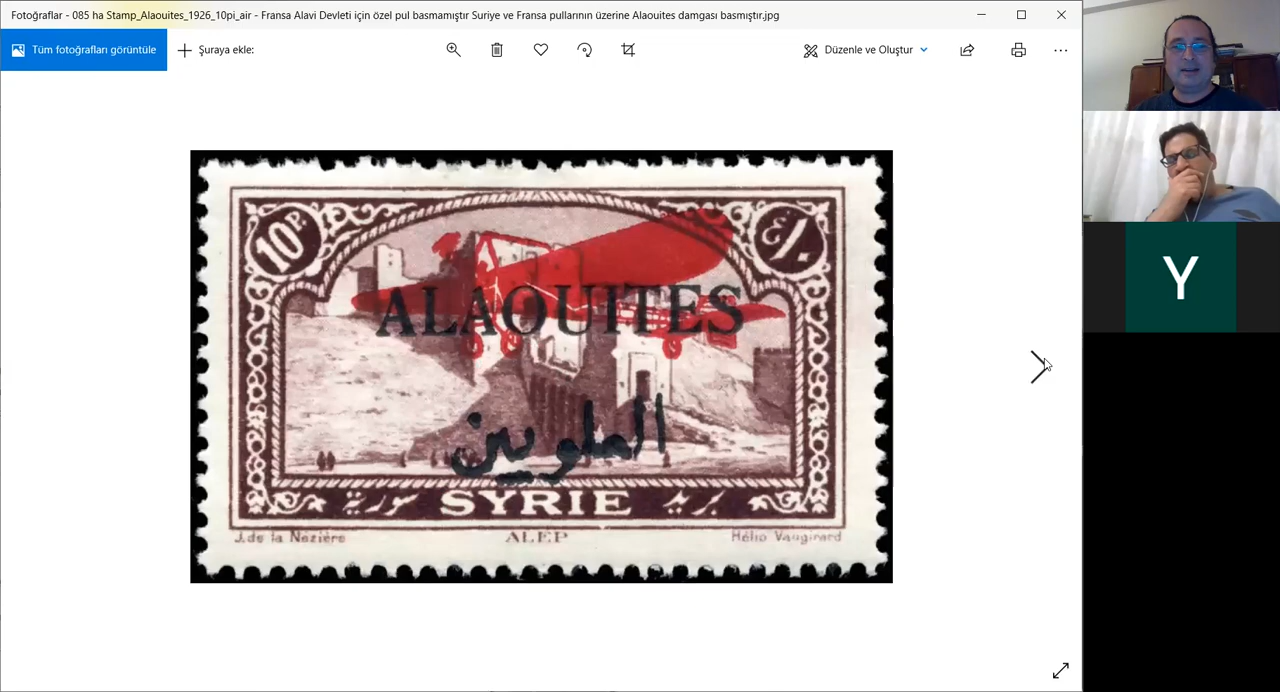 Fotoğraflar - 085 ha Stamp_Alaouites_1926_10pi_air - Fransa Alavi Devleti için özel pul basmamıştır Suriye ve Fransa pullarının üzerine Alaouites damgası basmıştır.jpg
Tüm fotoğrafları görüntüle
Şuraya ekle:
Düzenle ve Oluştur
10P.
ALAOUITES
العلويين
سورية SYRIE
J.de la Nezière
ALEP
Hélio Vaugirard
Y